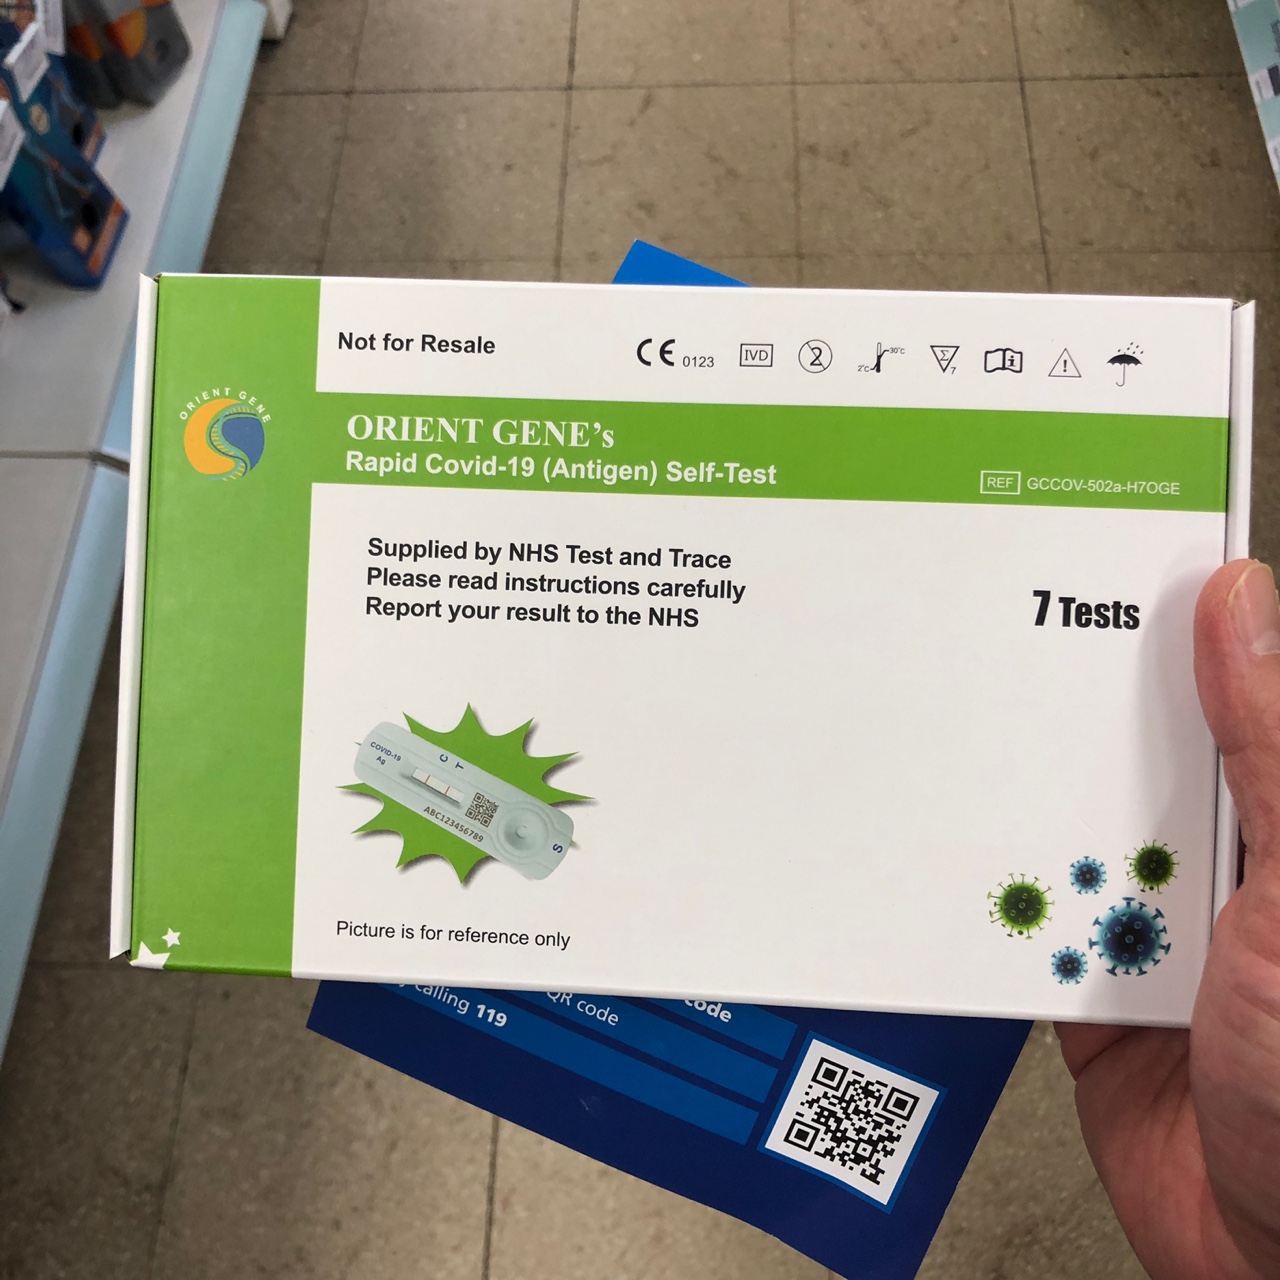 Not for Resale
CE 0123
IVD
2
2°C
30°C
Σ
7
i
!
ORIENT GENE
ORIENT GENE's
Rapid Covid-19 (Antigen) Self-Test
REF GCCOV-502a-H7OGE
Supplied by NHS Test and Trace
Please read instructions carefully
Report your result to the NHS
7 Tests
COVID-19
Ag
C
T
ABC123456789
S
Picture is for reference only
calling 119
QR code
code